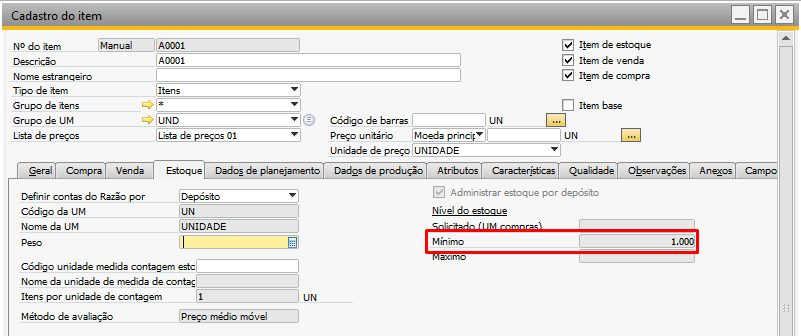 Cadastro do item
Nº do item Manual A0001
Descrição A0001
Nome estrangeiro
Tipo de item Itens
Grupo de itens *
Grupo de UM UND
Lista de preços Lista de preços 01
Item de estoque
Item de venda
Item de compra
Item base
Código de barras UN ...
Preço unitário Moeda princip UN ...
Unidade de preço UNIDADE
Geral Compra Venda Estoque Dados de planejamento Dados de produção Atributos Características Qualidade Observações Anexos Campo
Definir contas do Razão por Depósito
Código da UM UN
Nome da UM UNIDADE
Peso
Código unidade medida contagem esto
Nome da unidade de medida de contag
Itens por unidade de contagem 1 UN
Método de avaliação Preço médio móvel
Administrar estoque por depósito
Nível do estoque
Solicitado (UM compras)
Mínimo 1.000
Máximo